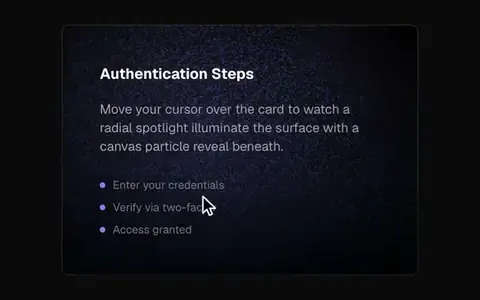 Authentication Steps
Move your cursor over the card to watch a
radial spotlight illuminate the surface with a
canvas particle reveal beneath.
Enter your credentials
Verify via two-fac
Access granted